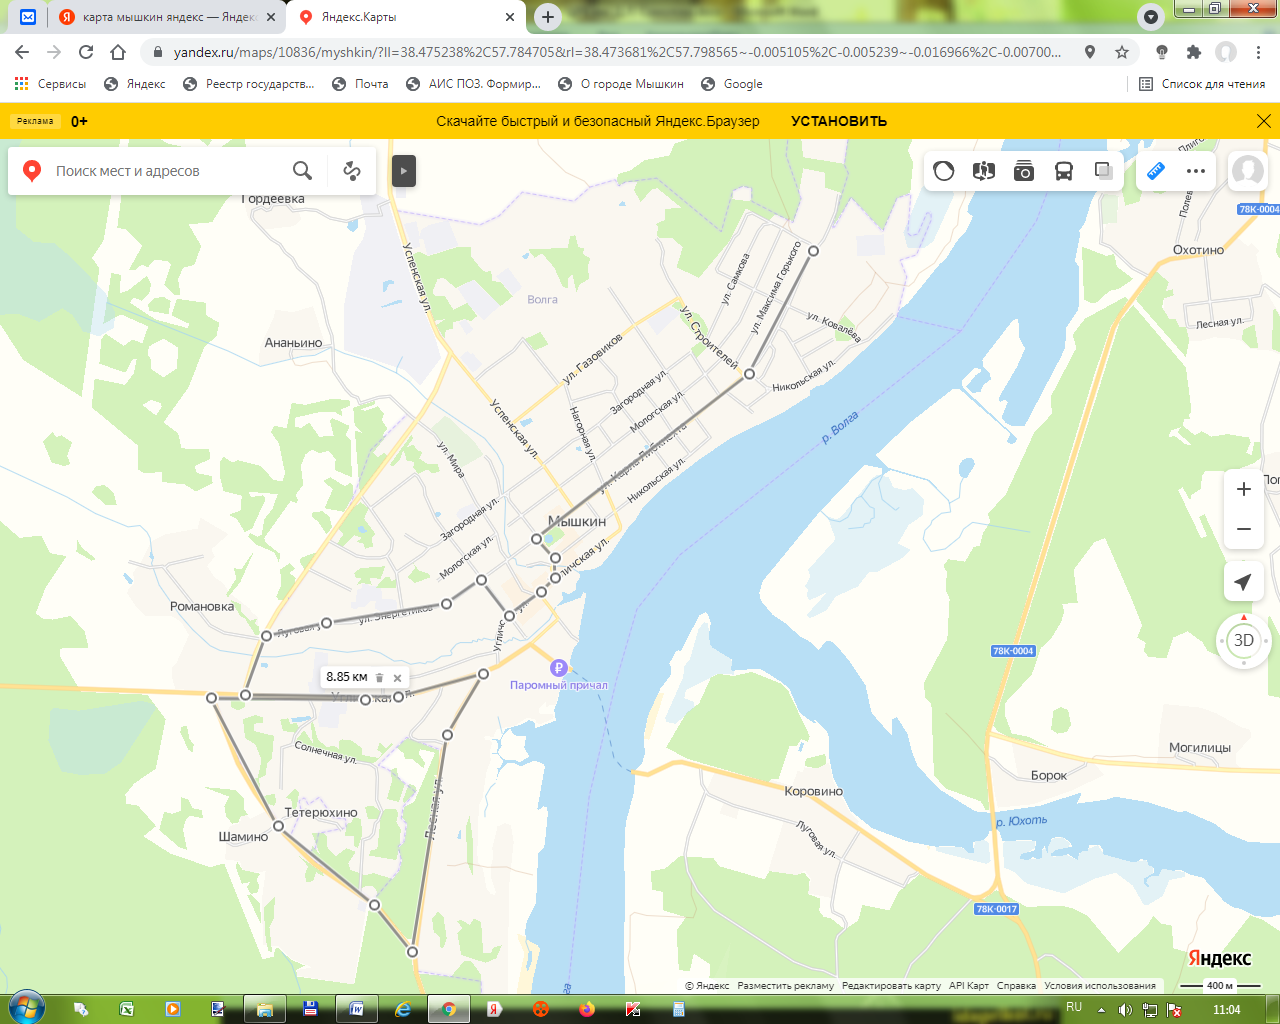 карта мышкин яндекс — Яндекс
Яндекс.Карты
yandex.ru/maps/10836/myshkin/?ll=38.475238%2C57.784705&rl=38.473681%2C57.798565~-0.005105%2C-0.005239~-0.016966%2C-0.00700...
Сервисы
Яндекс
Реестр государств...
Почта
АИС ПОЗ. Формир...
О городе Мышкин
Google
Список для чтения
Реклама
0+
Скачайте быстрый и безопасный Яндекс.Браузер
УСТАНОВИТЬ
Поиск мест и адресов
Гордеевка
Успенская ул.
Волга
ул. Самкова
ул. Максима Горького
78К-0004
Охотино
Лесная ул.
Ананьино
ул. Строителей
ул. Ковалёва
ул. Газовиков
Никольская ул.
Загородная ул.
Мологская ул.
Успенская ул.
Нагорная ул.
р. Волга
ул. Мира
ул. Карла Либкнехта
Никольская ул.
Загородная ул.
Мышкин
Мологская ул.
Романовка
ул. Энергетиков
Луговая у
Угличс
личская ул.
78К-0004
3D
8.85 км
Паромный причал
Солнечная ул.
Могилицы
Борок
Коровино
Тетерюхино
Шамино
Лесная ул.
Луговая ул.
р. Юхоть
78К-0017
Яндекс
© Яндекс
Разместить рекламу
Редактировать карту
API Карт
Справка
Условия использования
400 м
RU
11:04